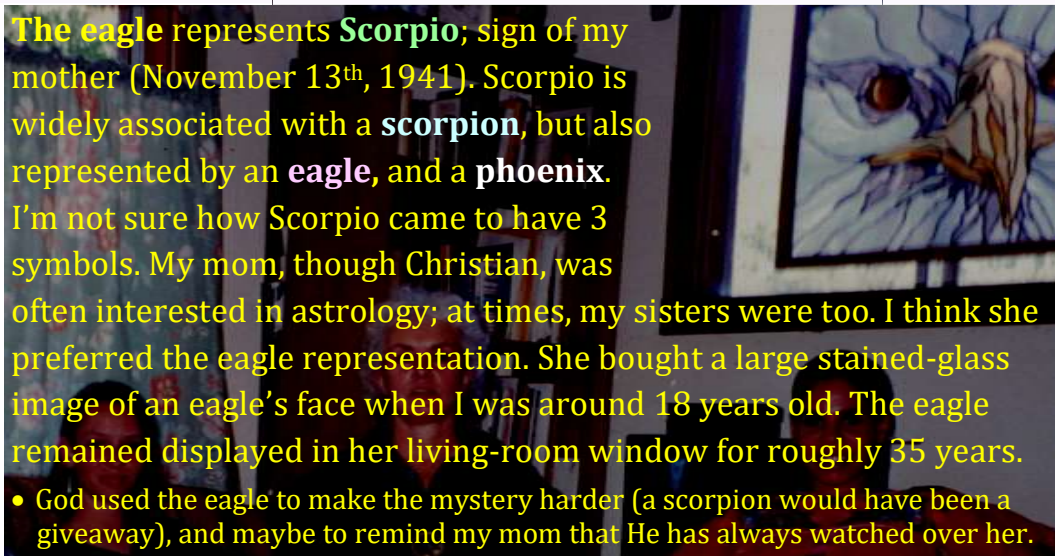 The eagle represents Scorpio; sign of my
mother (November 13th, 1941). Scorpio is
widely associated with a scorpion, but also
represented by an eagle, and a phoenix.
I’m not sure how Scorpio came to have 3
symbols. My mom, though Christian, was
often interested in astrology; at times, my sisters were too. I think she
preferred the eagle representation. She bought a large stained-glass
image of an eagle’s face when I was around 18 years old. The eagle
remained displayed in her living-room window for roughly 35 years.
• God used the eagle to make the mystery harder (a scorpion would have been a
giveaway), and maybe to remind my mom that He has always watched over her.